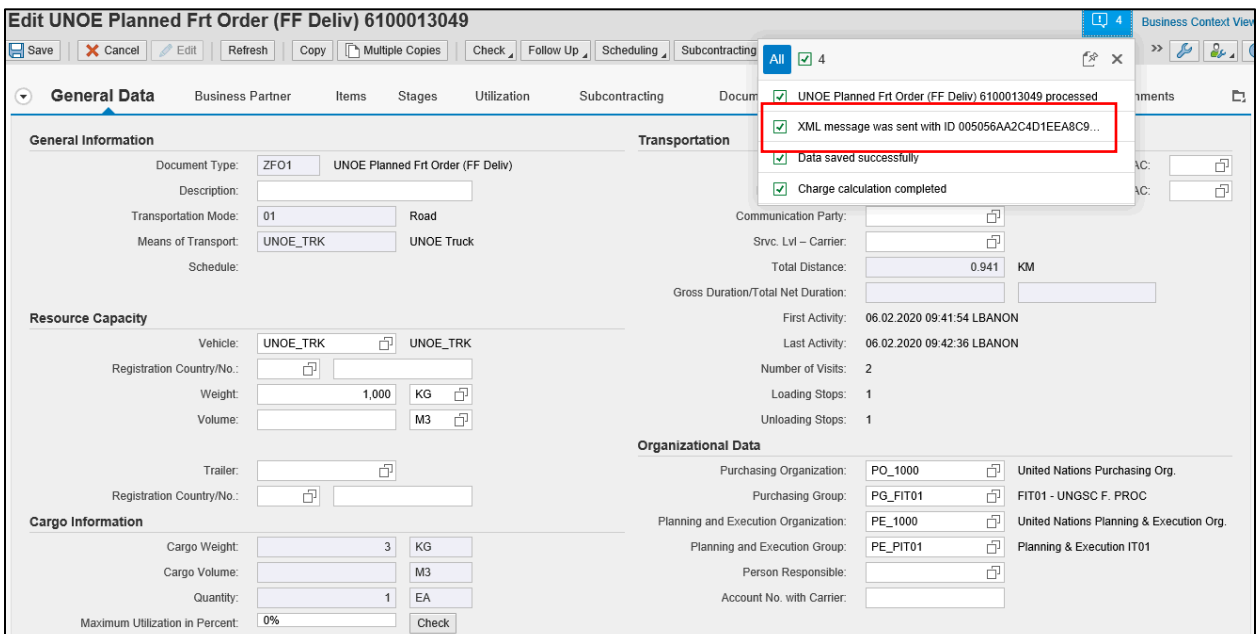 Edit UNOE Planned Frt Order (FF Deliv) 6100013049
4 Business Context View
Save Cancel Edit Refresh Copy Multiple Copies Check Follow Up Scheduling Subcontracting
All 4
General Data Business Partner Items Stages Utilization Subcontracting
UNOE Planned Frt Order (FF Deliv) 6100013049 processed
XML message was sent with ID 005056AA2C4D1EEA8C9...
Data saved successfully
Charge calculation completed
General Information
Document Type: ZFO1 UNOE Planned Frt Order (FF Deliv)
Description:
Transportation Mode: 01 Road
Means of Transport: UNOE_TRK UNOE Truck
Schedule:
Resource Capacity
Vehicle: UNOE_TRK UNOE_TRK
Registration Country/No.:
Weight: 1,000 KG
Volume: M3
Trailer:
Registration Country/No.:
Cargo Information
Cargo Weight: 3 KG
Cargo Volume: M3
Quantity: 1 EA
Maximum Utilization in Percent: 0% Check
Transportation
Communication Party:
Srvc. Lvl – Carrier:
Total Distance: 0.941 KM
Gross Duration/Total Net Duration:
First Activity: 06.02.2020 09:41:54 LBANON
Last Activity: 06.02.2020 09:42:36 LBANON
Number of Visits: 2
Loading Stops: 1
Unloading Stops: 1
Organizational Data
Purchasing Organization: PO_1000 United Nations Purchasing Org.
Purchasing Group: PG_FIT01 FIT01 - UNGSC F. PROC
Planning and Execution Organization: PE_1000 United Nations Planning & Execution Org.
Planning and Execution Group: PE_PIT01 Planning & Execution IT01
Person Responsible:
Account No. with Carrier: